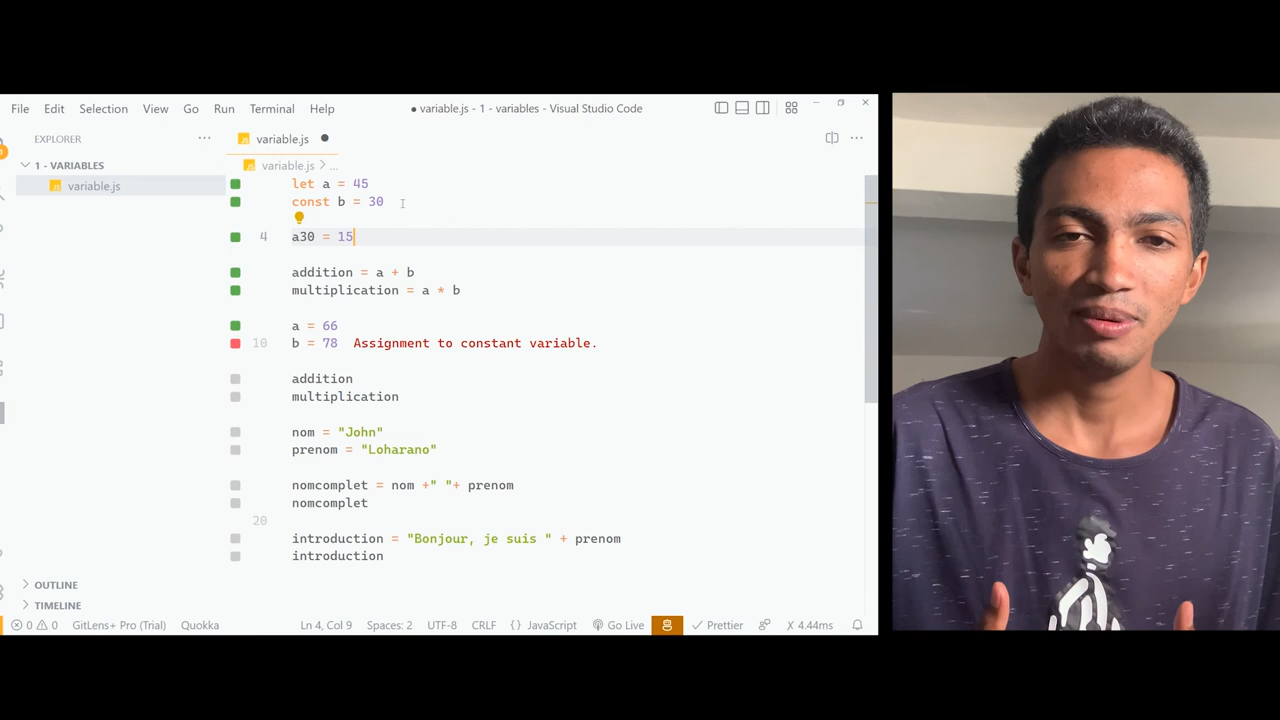 File Edit Selection View Go Run Terminal Help
● variable.js - 1 - variables - Visual Studio Code
EXPLORER ...
1 - VARIABLES
variable.js
variable.js
variable.js > ...
let a = 45
const b = 30
4 a30 = 15
addition = a + b
multiplication = a * b
a = 66
10 b = 78 Assignment to constant variable.
addition
multiplication
nom = "John"
prenom = "Loharano"
nomcomplet = nom +" "+ prenom
nomcomplet
20
introduction = "Bonjour, je suis " + prenom
introduction
OUTLINE
TIMELINE
0 0 GitLens+ Pro (Trial) Quokka Ln 4, Col 9 Spaces: 2 UTF-8 CRLF {} JavaScript Go Live Prettier X 4.44ms